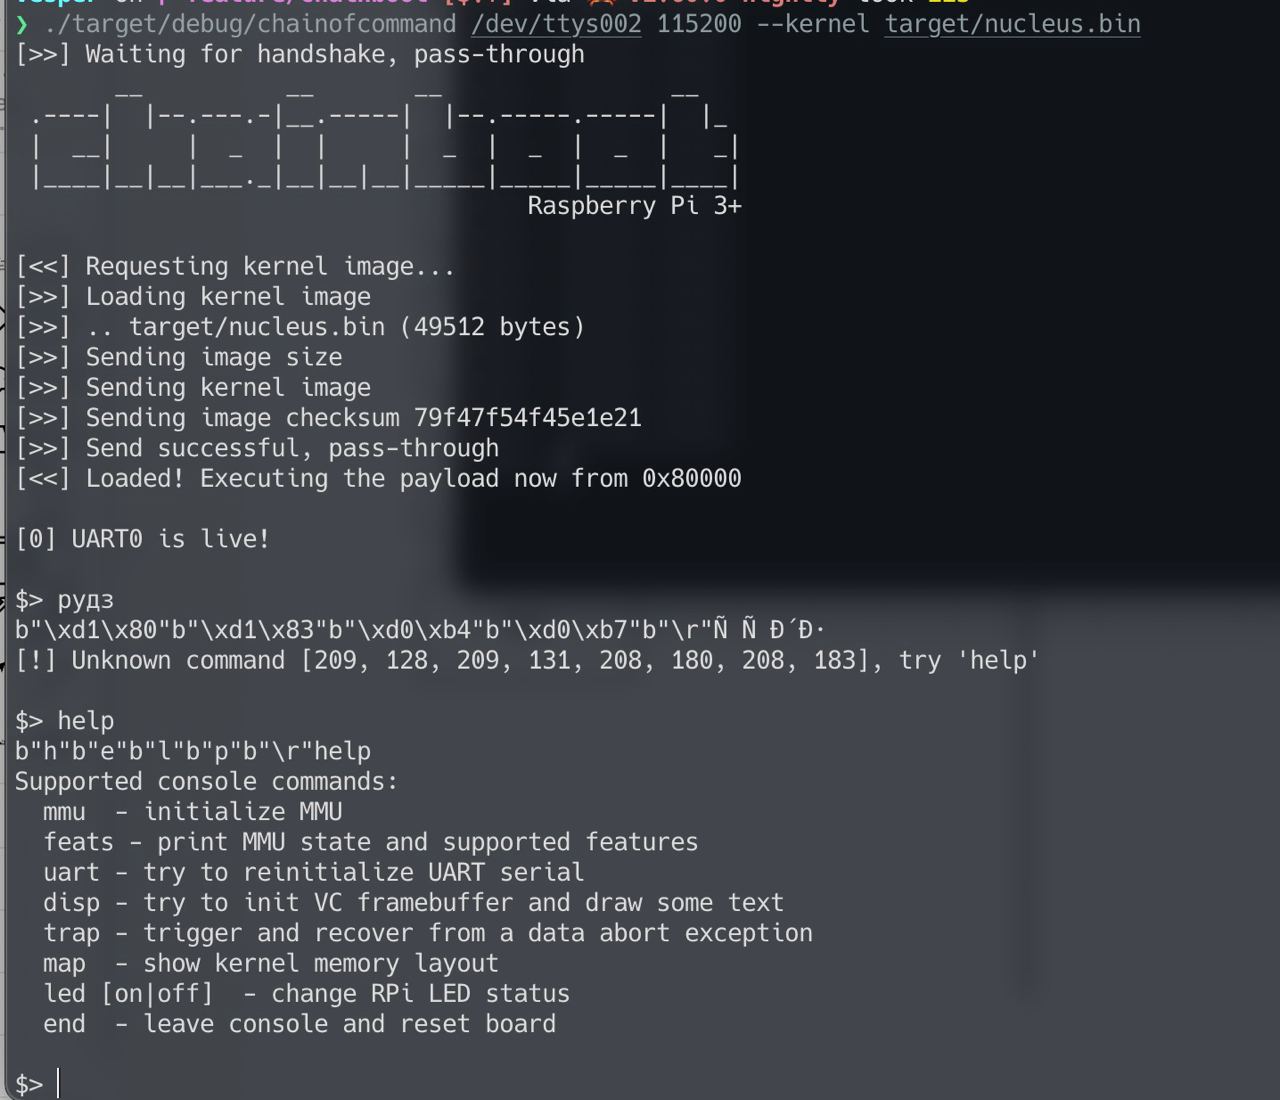 ❯ ./target/debug/chainofcommand /dev/ttys002 115200 --kernel target/nucleus.bin
[>>] Waiting for handshake, pass-through
chainboot
Raspberry Pi 3+
[<<] Requesting kernel image...
[>>] Loading kernel image
[>>] .. target/nucleus.bin (49512 bytes)
[>>] Sending image size
[>>] Sending kernel image
[>>] Sending image checksum 79f47f54f45e1e21
[>>] Send successful, pass-through
[<<] Loaded! Executing the payload now from 0x80000
[0] UART0 is live!
$> рудз
b"\xd1\x80"b"\xd1\x83"b"\xd0\xb4"b"\xd0\xb7"b"\r"Ñ Ñ Ð´Ð·
[!] Unknown command [209, 128, 209, 131, 208, 180, 208, 183], try 'help'
$> help
b"h"b"e"b"l"b"p"b"\r"help
Supported console commands:
mmu  - initialize MMU
feats - print MMU state and supported features
uart - try to reinitialize UART serial
disp - try to init VC framebuffer and draw some text
trap - trigger and recover from a data abort exception
map  - show kernel memory layout
led [on|off]  - change RPi LED status
end  - leave console and reset board
$>